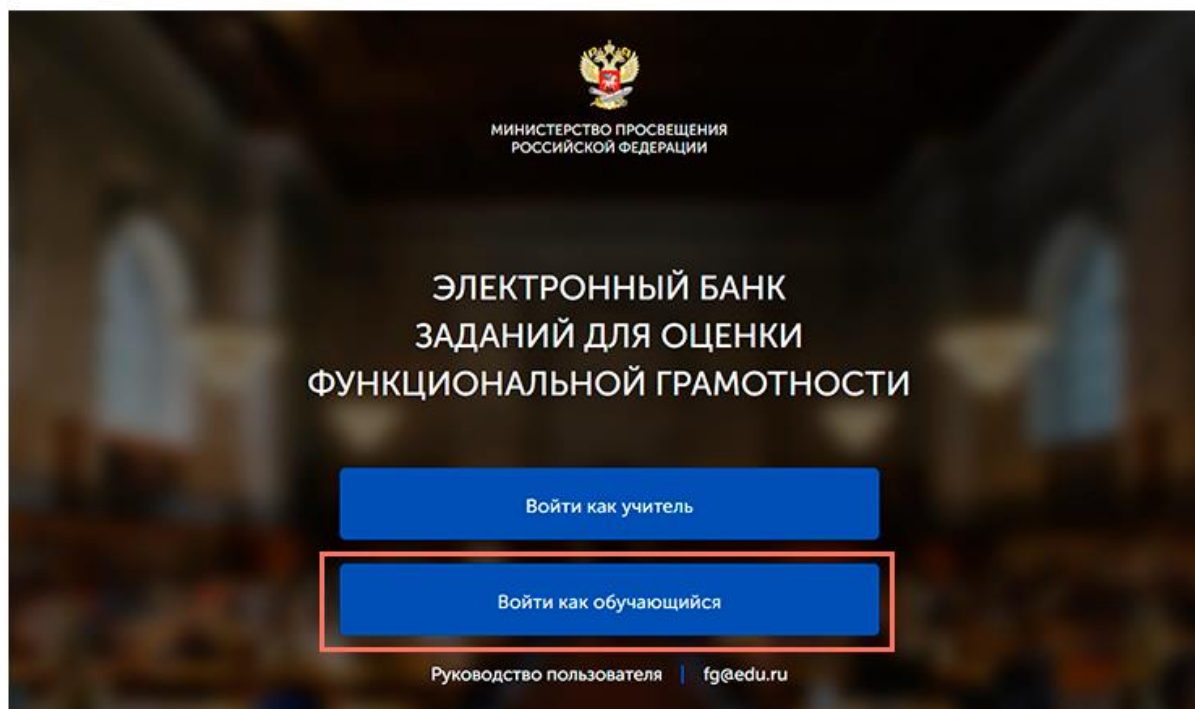 МИНИСТЕРСТВО ПРОСВЕЩЕНИЯ
РОССИЙСКОЙ ФЕДЕРАЦИИ
ЭЛЕКТРОННЫЙ БАНК
ЗАДАНИЙ ДЛЯ ОЦЕНКИ
ФУНКЦИОНАЛЬНОЙ ГРАМОТНОСТИ
Войти как учитель
Войти как обучающийся
Руководство пользователя | fg@edu.ru